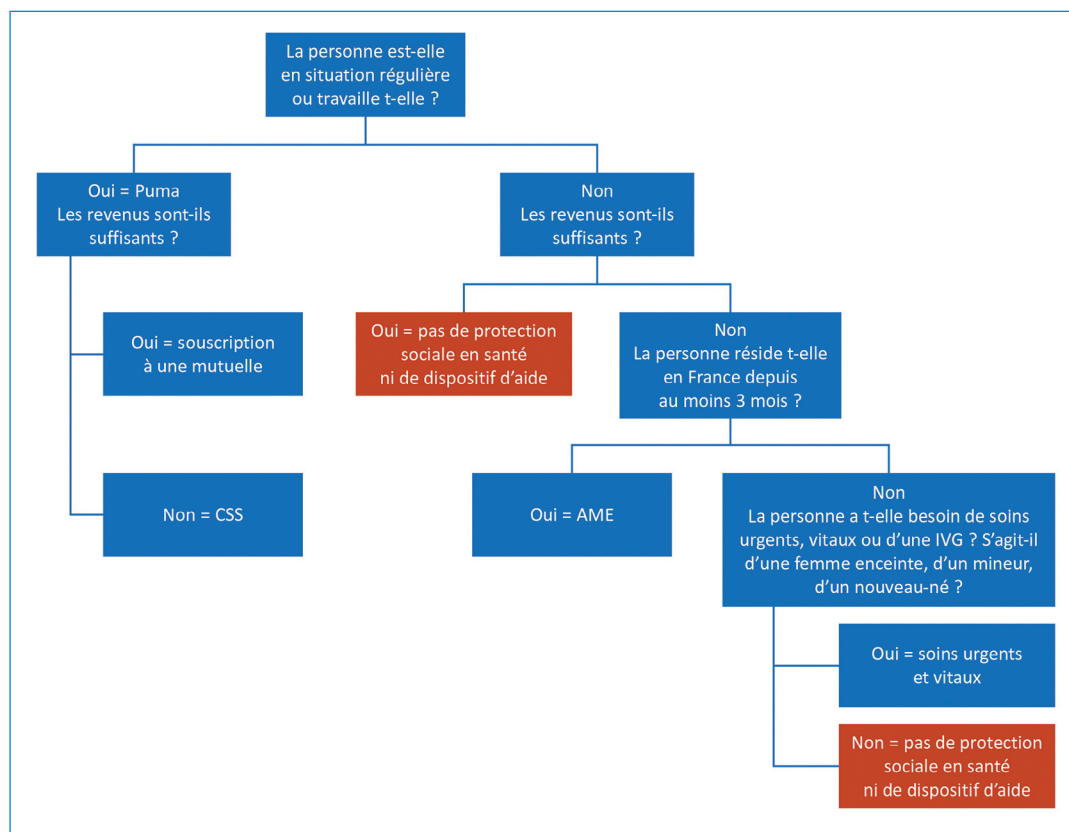 La personne est-elle
en situation régulière
ou travaille t-elle ?
Oui = Puma
Les revenus sont-ils
suffisants ?
Non
Les revenus sont-ils
suffisants ?
Oui = souscription
à une mutuelle
Oui = pas de protection
sociale en santé
ni de dispositif d'aide
Non
La personne réside t-elle
en France depuis
au moins 3 mois ?
Non = CSS
Oui = AME
Non
La personne a t-elle besoin de soins
urgents, vitaux ou d'une IVG ? S'agit-il
d'une femme enceinte, d'un mineur,
d'un nouveau-né ?
Oui = soins urgents
et vitaux
Non = pas de protection
sociale en santé
ni de dispositif d'aide